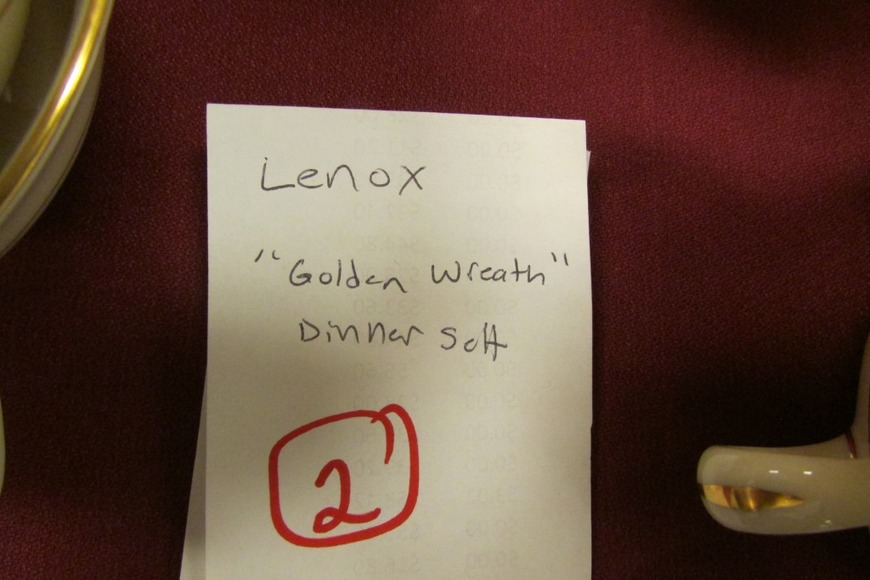 Lenox
"Golden Wreath"
Dinner Sett
2